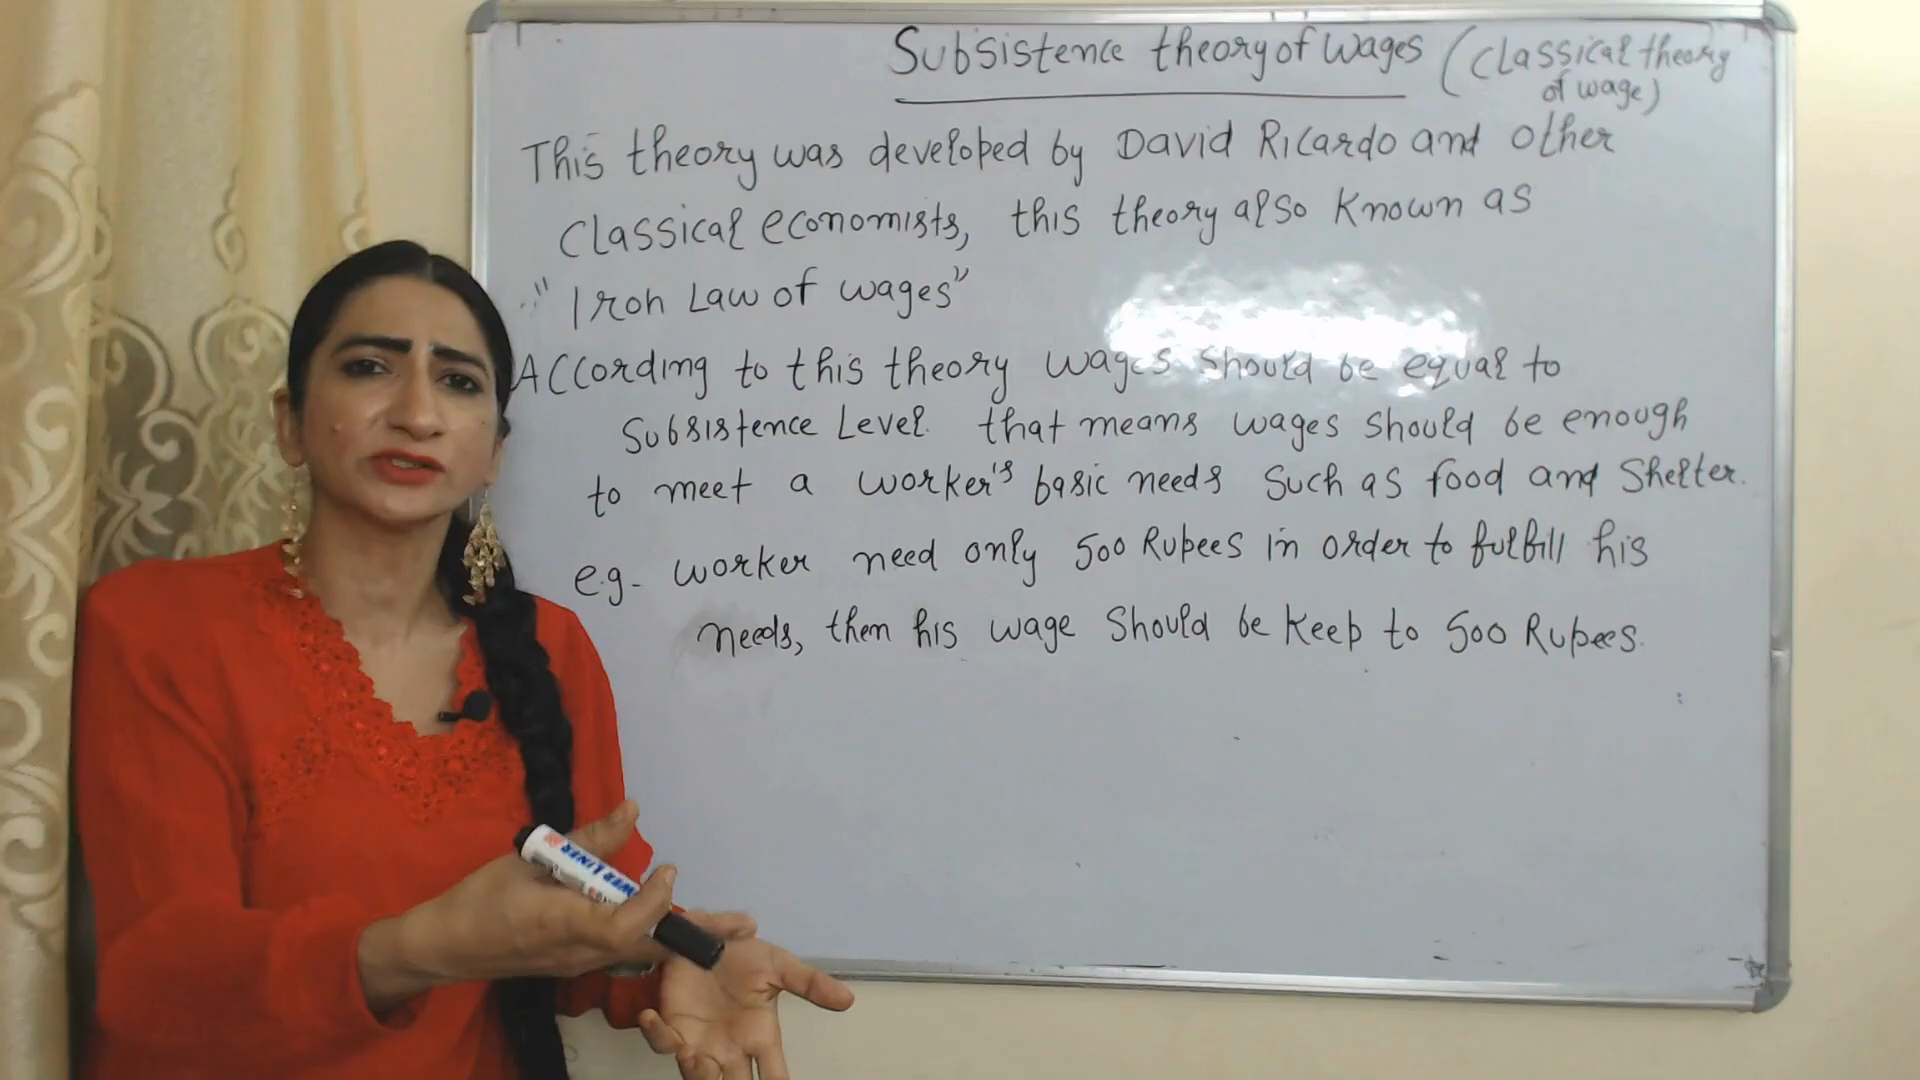 Subsistence theory of Wages (Classical theory
of wage)
This theory was developed by David Ricardo and other
Classical economists, this theory also Known as
"Iron Law of wages"
According to this theory wages should be equal to
Subsistence Level. that means wages should be enough
to meet a worker's basic needs such as food and Shelter.
e.g- worker need only 500 Rupees in order to fulfill his
needs, then his wage should be Keep to 500 Rupees.